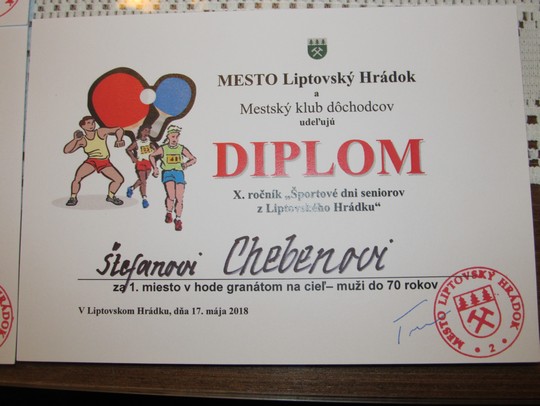 MESTO Liptovský Hrádok
a
Mestský klub dôchodcov
udeľujú
DIPLOM
X. ročník „Športové dni seniorov
z Liptovského Hrádku“
Štefanovi Chebenovi
za 1. miesto v hode granátom na cieľ– muži do 70 rokov
V Liptovskom Hrádku, dňa 17. mája 2018
MESTO LIPTOVSKÝ HRÁDOK
2